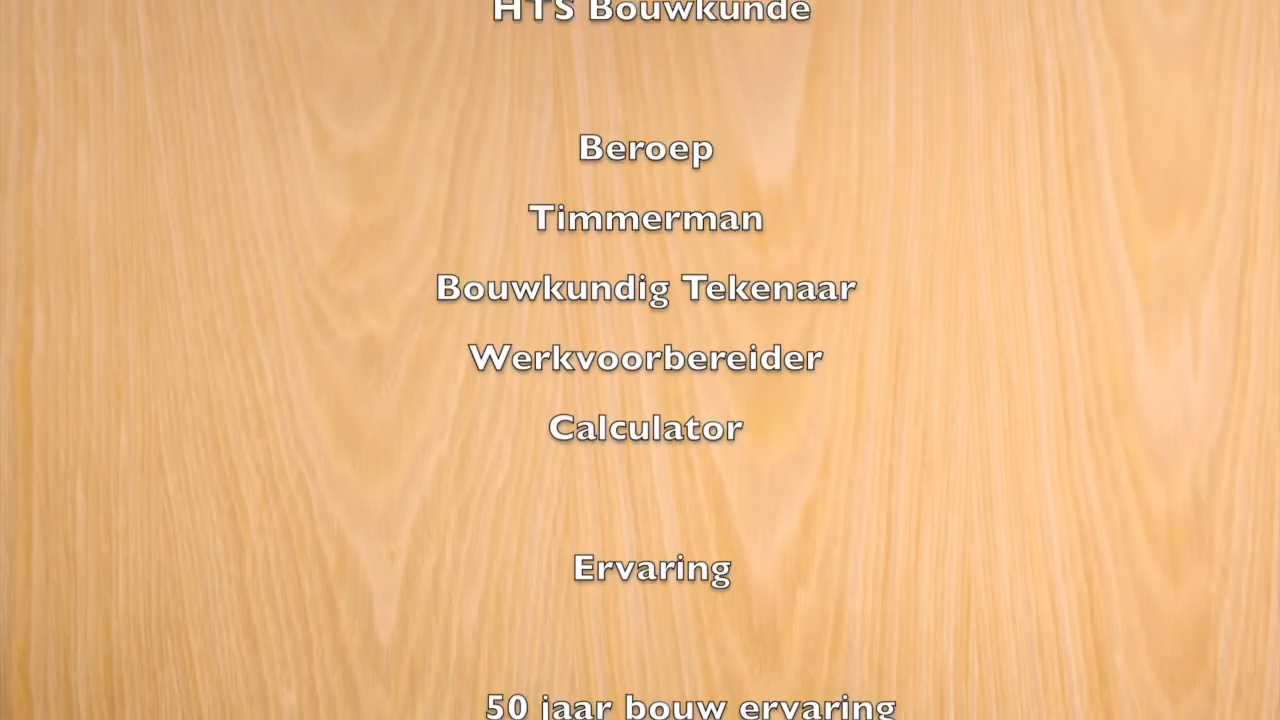 HTS Bouwkunde
Beroep
Timmerman
Bouwkundig Tekenaar
Werkvoorbereider
Calculator
Ervaring
50 jaar bouw ervaring